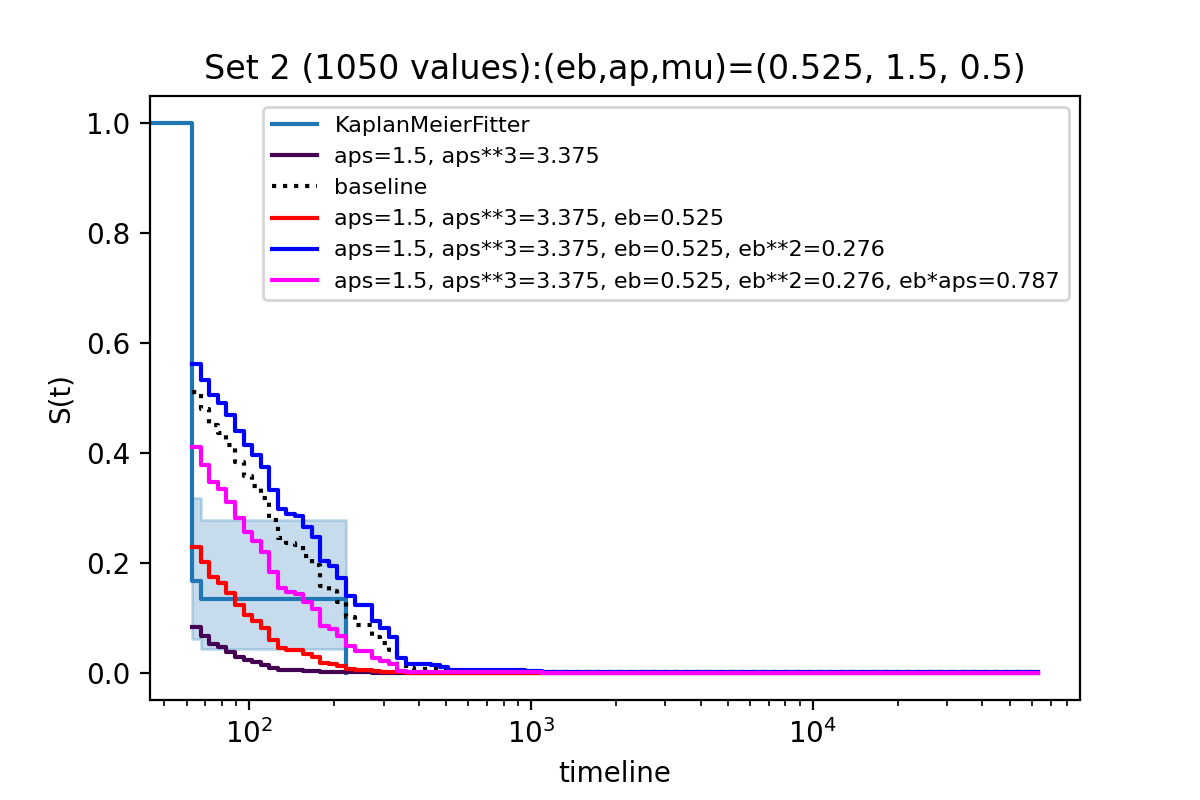 Set 2 (1050 values):(eb,ap,mu)=(0.525, 1.5, 0.5)
KaplanMeierFitter
aps=1.5, aps**3=3.375
baseline
aps=1.5, aps**3=3.375, eb=0.525
aps=1.5, aps**3=3.375, eb=0.525, eb**2=0.276
aps=1.5, aps**3=3.375, eb=0.525, eb**2=0.276, eb*aps=0.787
S(t)
1.0
0.8
0.6
0.4
0.2
0.0
10² 10³ 10⁴
timeline